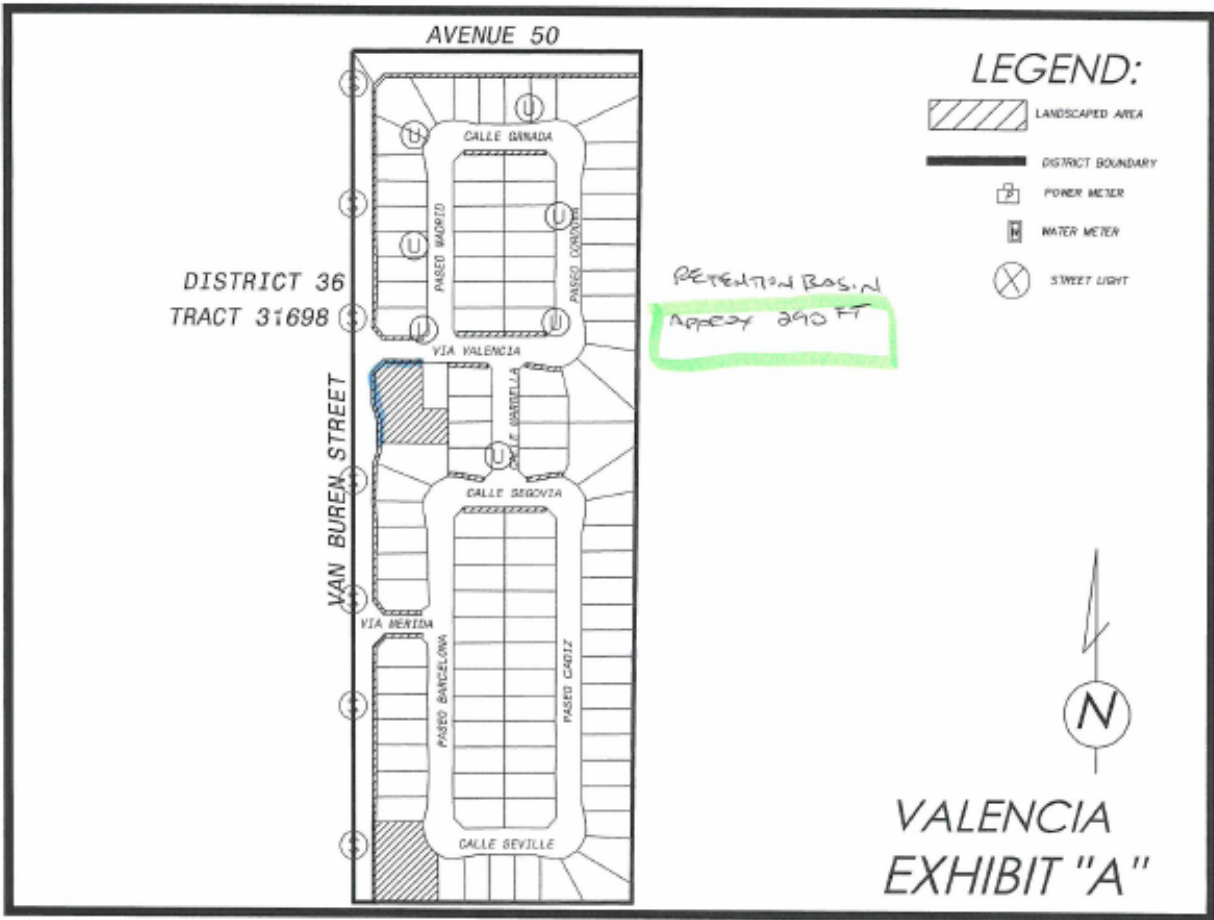 AVENUE 50
LEGEND:
LANDSCAPED AREA
DISTRICT BOUNDARY
P
POWER METER
WATER METER
STREET LIGHT
CALLE GRNADA
PASEO MADRID
PASEO CORDOVA
DISTRICT 36
TRACT 31698
RETENTION BASIN
APPROX 290 FT
VIA VALENCIA
CALLE MARBELLA
VAN BUREN STREET
CALLE SEGOVIA
VIA MERIDA
PASEO BARCELONA
PASEO CADIZ
CALLE SEVILLE
U
U
U
U
U
U
U
N
VALENCIA
EXHIBIT "A"